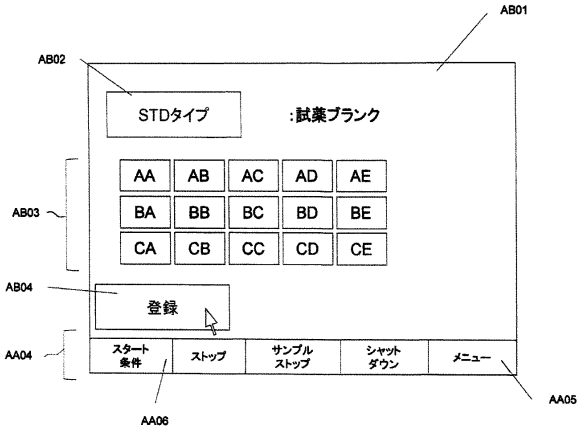 AB01
AB02
STDタイプ :試薬ブランク
AA AB AC AD AE
AB03 BA BB BC BD BE
CA CB CC CD CE
AB04
登録
AA04
スタート
条件
ストップ
サンプル
ストップ
シャット
ダウン
メニュー
AA05
AA06